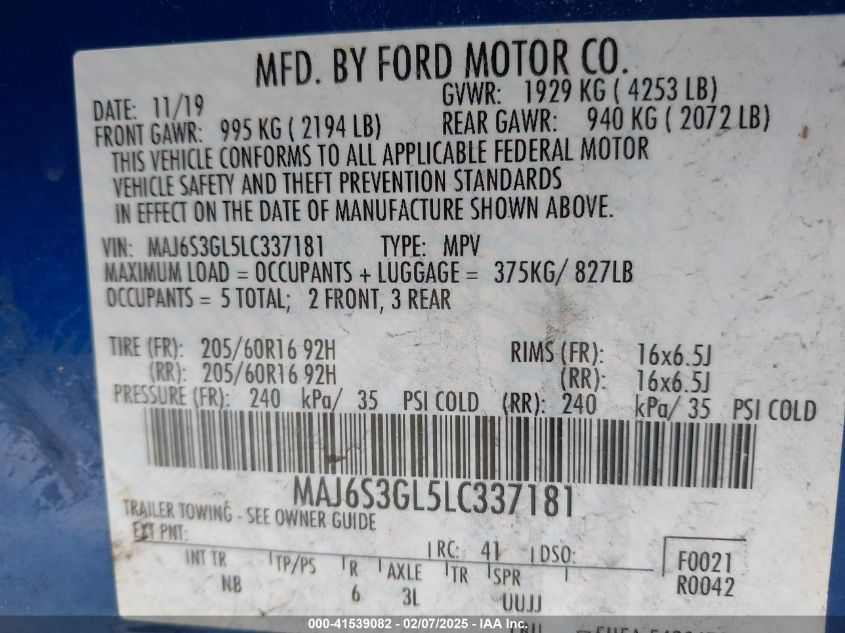 MFD. BY FORD MOTOR CO.
DATE: 11/19 GVWR: 1929 KG ( 4253 LB)
FRONT GAWR: 995 KG ( 2194 LB) REAR GAWR: 940 KG ( 2072 LB)
THIS VEHICLE CONFORMS TO ALL APPLICABLE FEDERAL MOTOR
VEHICLE SAFETY AND THEFT PREVENTION STANDARDS
IN EFFECT ON THE DATE OF MANUFACTURE SHOWN ABOVE.
VIN: MAJ6S3GL5LC337181 TYPE: MPV
MAXIMUM LOAD = OCCUPANTS + LUGGAGE = 375KG/ 827LB
OCCUPANTS = 5 TOTAL; 2 FRONT, 3 REAR
TIRE (FR): 205/60R16 92H RIMS (FR): 16x6.5J
(RR): 205/60R16 92H (RR): 16x6.5J
PRESSURE (FR): 240 kPa/ 35 PSI COLD (RR): 240 kPa/ 35 PSI COLD
MAJ6S3GL5LC337181
TRAILER TOWING - SEE OWNER GUIDE
EXT PNT: RC: 41 DSO: F0021
INT TR TP/PS R AXLE TR SPR R0042
NB 6 3L UUJJ
000-41539082 - 02/07/2025 - IAA Inc.